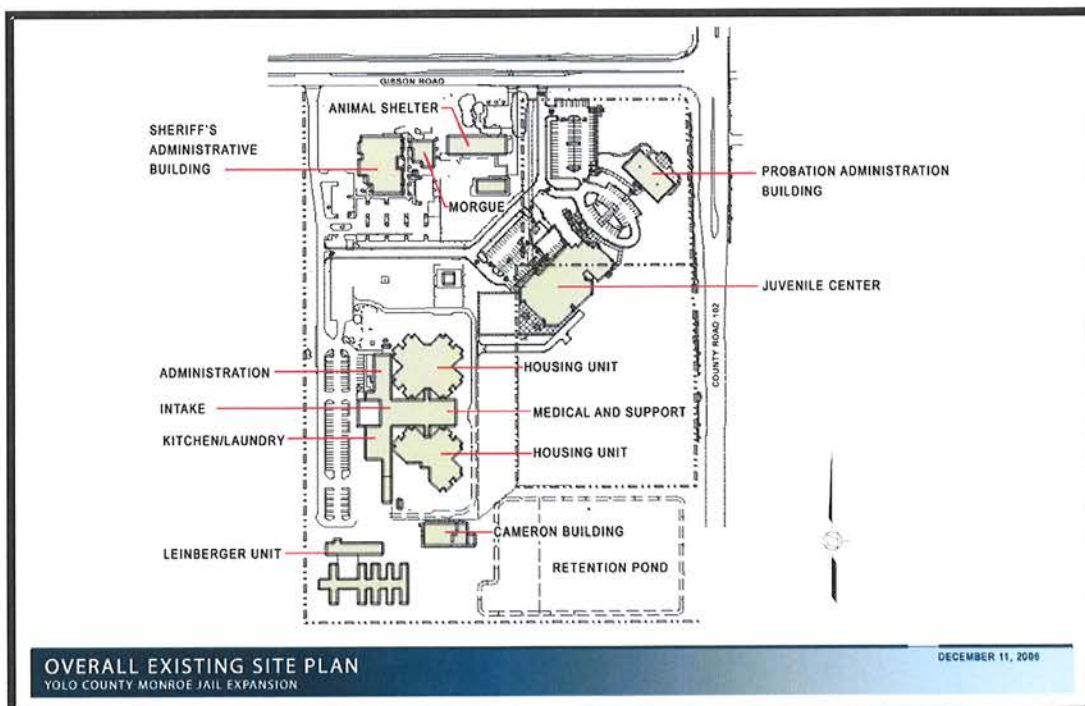 GIBSON ROAD
ANIMAL SHELTER
SHERIFF'S
ADMINISTRATIVE
BUILDING
MORGUE
PROBATION ADMINISTRATION
BUILDING
JUVENILE CENTER
COUNTY ROAD 102
ADMINISTRATION
HOUSING UNIT
INTAKE
MEDICAL AND SUPPORT
KITCHEN/LAUNDRY
HOUSING UNIT
CAMERON BUILDING
LEINBERGER UNIT
RETENTION POND
OVERALL EXISTING SITE PLAN
YOLO COUNTY MONROE JAIL EXPANSION
DECEMBER 11, 2006